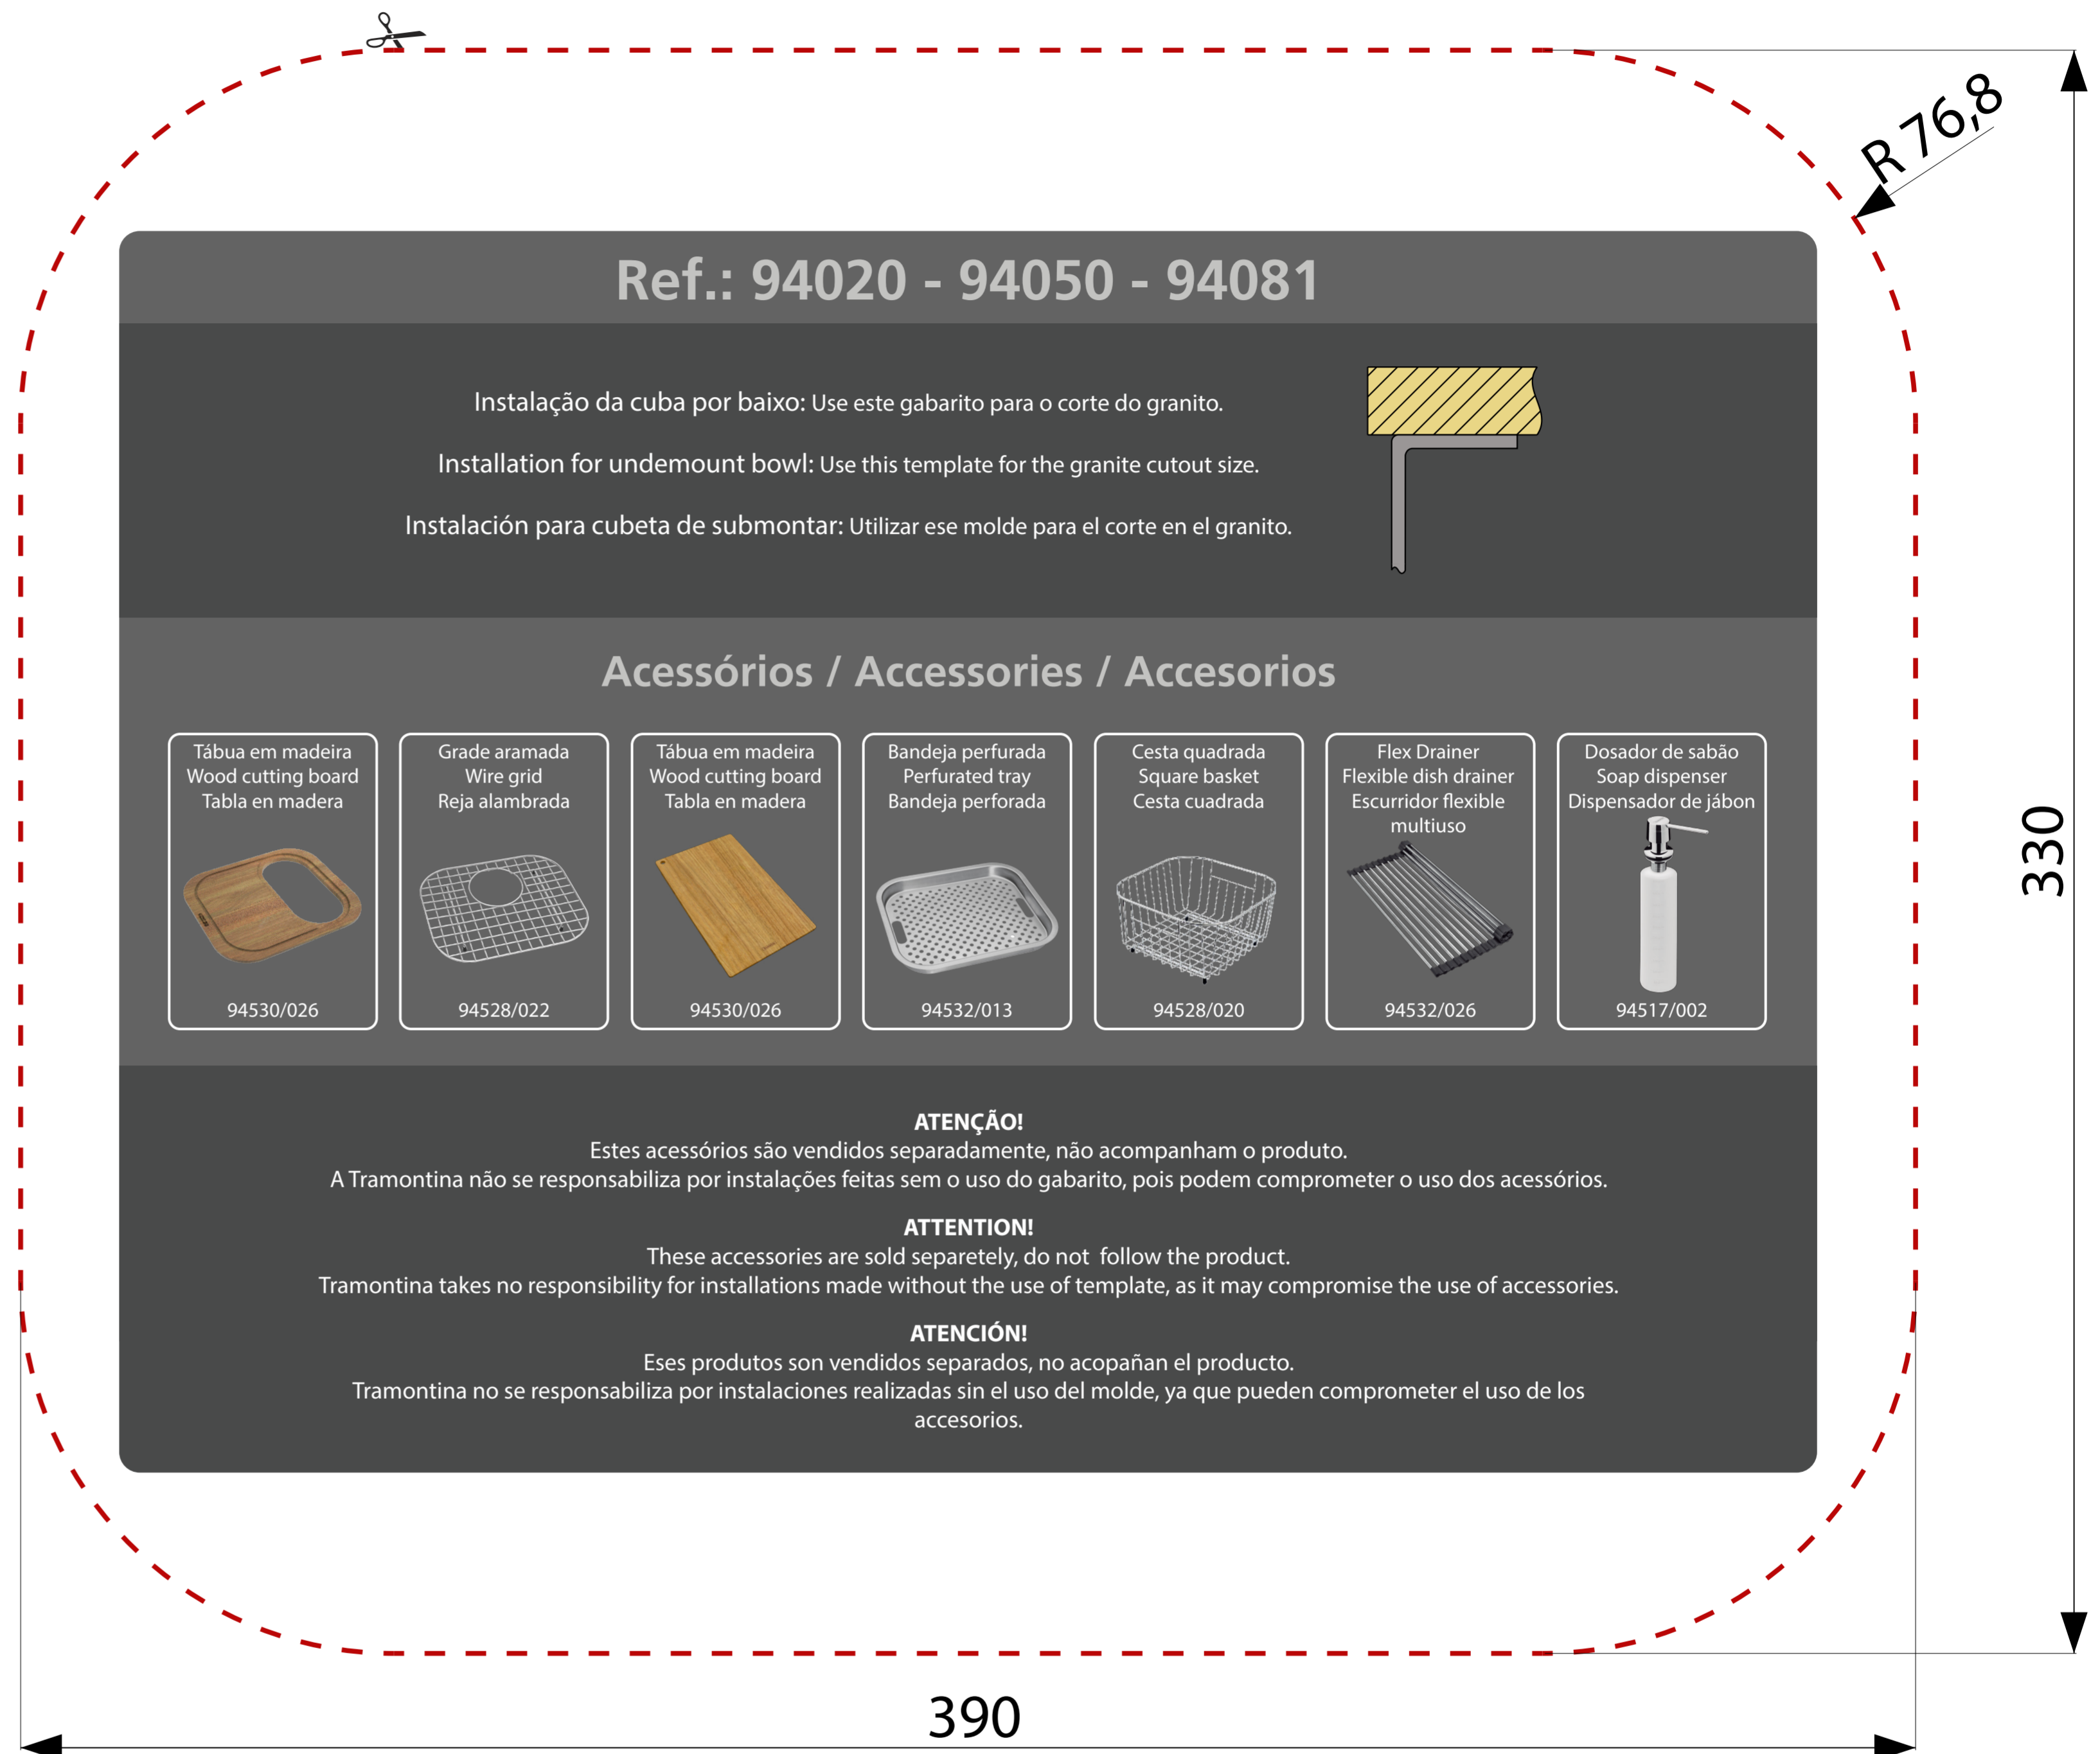 R 76,8
Ref.: 94020 - 94050 - 94081
Instalação da cuba por baixo: Use este gabarito para o corte do granito.
Installation for undemount bowl: Use this template for the granite cutout size.
Instalación para cubeta de submontar: Utilizar ese molde para el corte en el granito.
Acessórios / Accessories / Accesorios
Tábua em madeira
Wood cutting board
Tabla en madera
94530/026
Grade aramada
Wire grid
Reja alambrada
94528/022
Tábua em madeira
Wood cutting board
Tabla en madera
94530/026
Bandeja perfurada
Perfurated tray
Bandeja perforada
94532/013
Cesta quadrada
Square basket
Cesta cuadrada
94528/020
Flex Drainer
Flexible dish drainer
Escurridor flexible
multiuso
94532/026
Dosador de sabão
Soap dispenser
Dispensador de jábon
94517/002
330
ATENÇÃO!
Estes acessórios são vendidos separadamente, não acompanham o produto.
A Tramontina não se responsabiliza por instalações feitas sem o uso do gabarito, pois podem comprometer o uso dos acessórios.
ATTENTION!
These accessories are sold separetely, do not  follow the product.
Tramontina takes no responsibility for installations made without the use of template, as it may compromise the use of accessories.
ATENCIÓN!
Eses produtos son vendidos separados, no acopañan el producto.
Tramontina no se responsabiliza por instalaciones realizadas sin el uso del molde, ya que pueden comprometer el uso de los
accesorios.
390